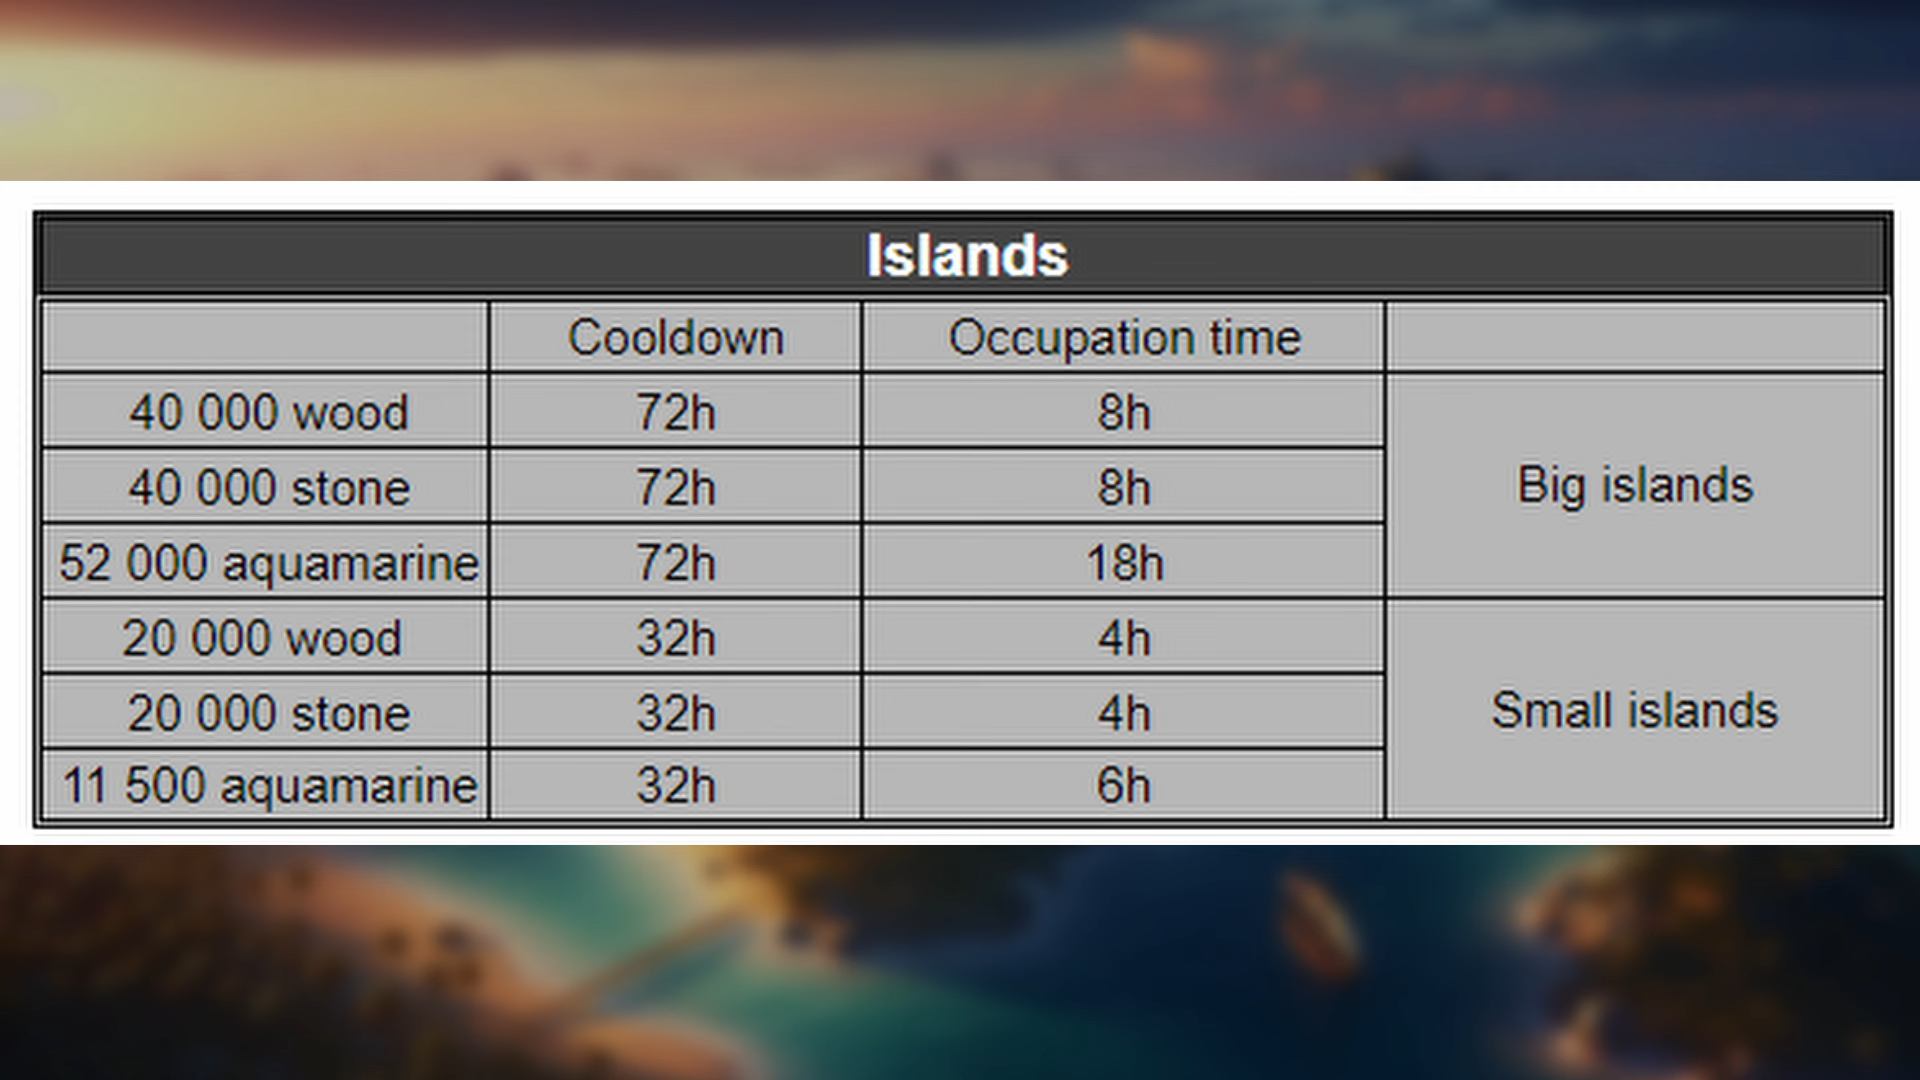 Islands
Cooldown Occupation time
40 000 wood 72h 8h
40 000 stone 72h 8h Big islands
52 000 aquamarine 72h 18h
20 000 wood 32h 4h
20 000 stone 32h 4h Small islands
11 500 aquamarine 32h 6h